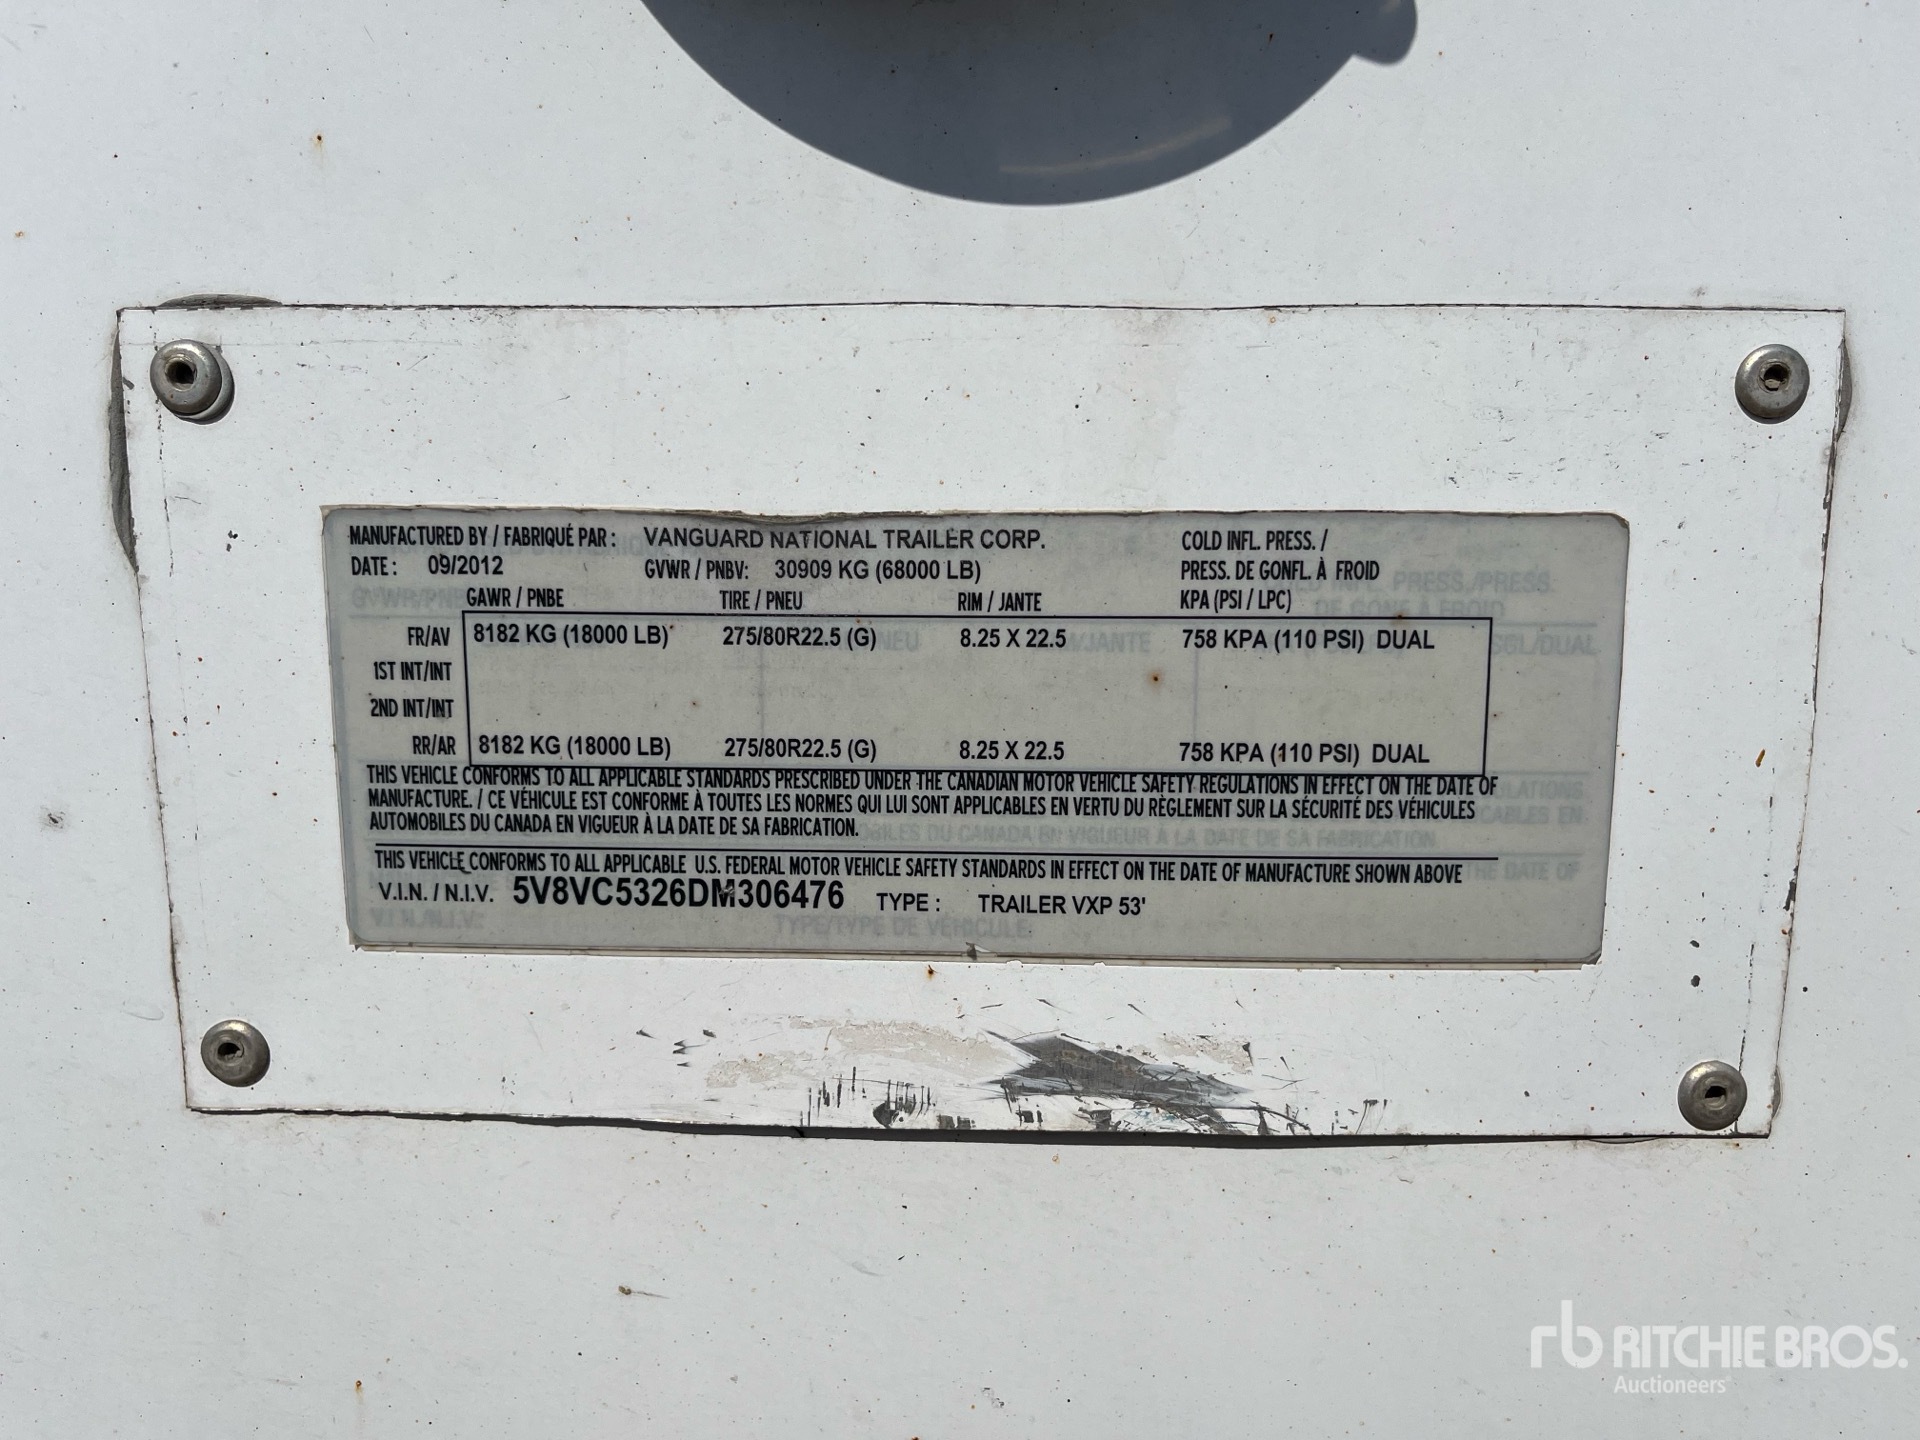 MANUFACTURED BY / FABRIQUÉ PAR : VANGUARD NATIONAL TRAILER CORP. COLD INFL. PRESS. /
DATE : 09/2012 GVWR / PNBV: 30909 KG (68000 LB) PRESS. DE GONFL. À FROID
GAWR / PNBE TIRE / PNEU RIM / JANTE KPA (PSI / LPC)
FR/AV 8182 KG (18000 LB) 275/80R22.5 (G) 8.25 X 22.5 758 KPA (110 PSI) DUAL
1ST INT/INT
2ND INT/INT
RR/AR 8182 KG (18000 LB) 275/80R22.5 (G) 8.25 X 22.5 758 KPA (110 PSI) DUAL
THIS VEHICLE CONFORMS TO ALL APPLICABLE STANDARDS PRESCRIBED UNDER THE CANADIAN MOTOR VEHICLE SAFETY REGULATIONS IN EFFECT ON THE DATE OF
MANUFACTURE. / CE VÉHICULE EST CONFORME À TOUTES LES NORMES QUI LUI SONT APPLICABLES EN VERTU DU RÈGLEMENT SUR LA SÉCURITÉ DES VÉHICULES
AUTOMOBILES DU CANADA EN VIGUEUR À LA DATE DE SA FABRICATION.
THIS VEHICLE CONFORMS TO ALL APPLICABLE U.S. FEDERAL MOTOR VEHICLE SAFETY STANDARDS IN EFFECT ON THE DATE OF MANUFACTURE SHOWN ABOVE
V.I.N. / N.I.V. 5V8VC5326DM306476 TYPE : TRAILER VXP 53'
V.I.N./N.I.V.: TYPE/TYPE DE VÉHICULE
rb RITCHIE BROS.
Auctioneers